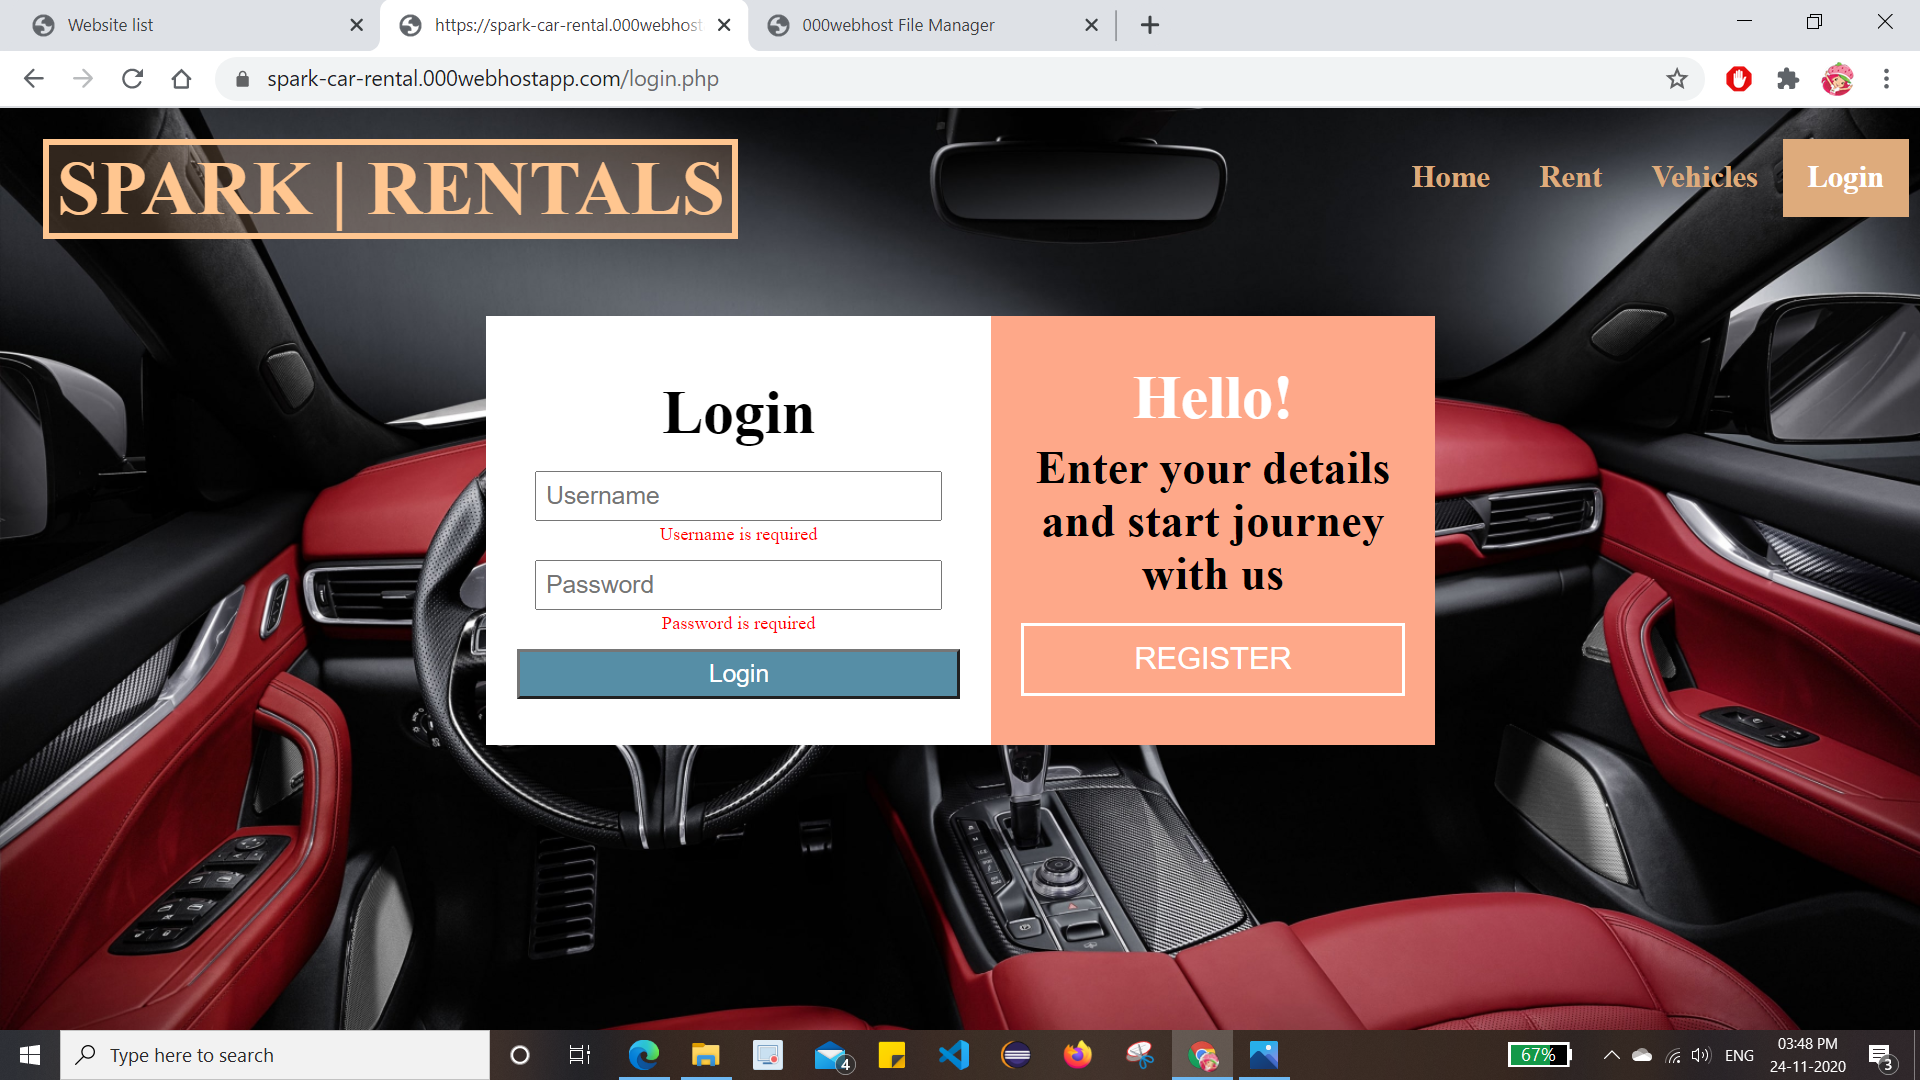 Website list
https://spark-car-rental.000webhost
000webhost File Manager
spark-car-rental.000webhostapp.com/login.php
SPARK | RENTALS
Home
Rent
Vehicles
Login
Login
Username
Username is required
Password
Password is required
Login
Hello!
Enter your details
and start journey
with us
REGISTER
Type here to search
4
67%
ENG
03:48 PM
24-11-2020
3